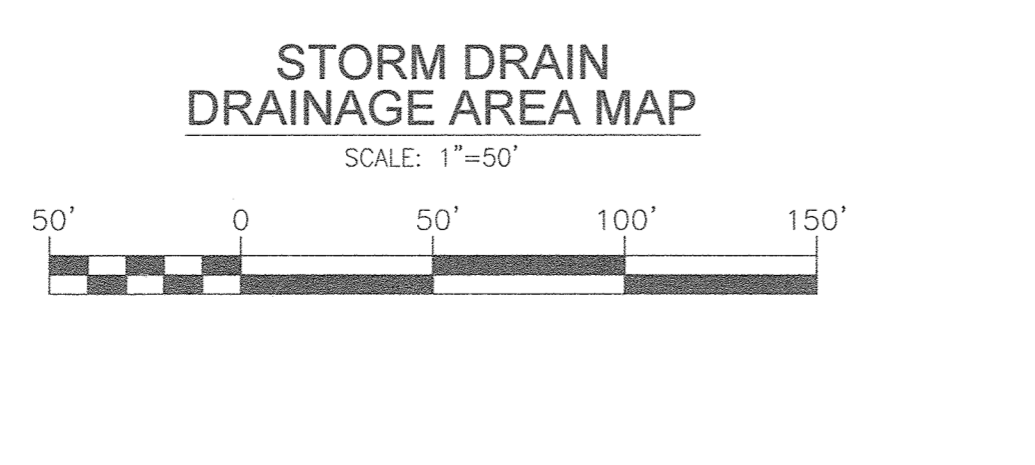 STORM DRAIN
DRAINAGE AREA MAP
SCALE: 1"=50'
50' 0 50' 100' 150'